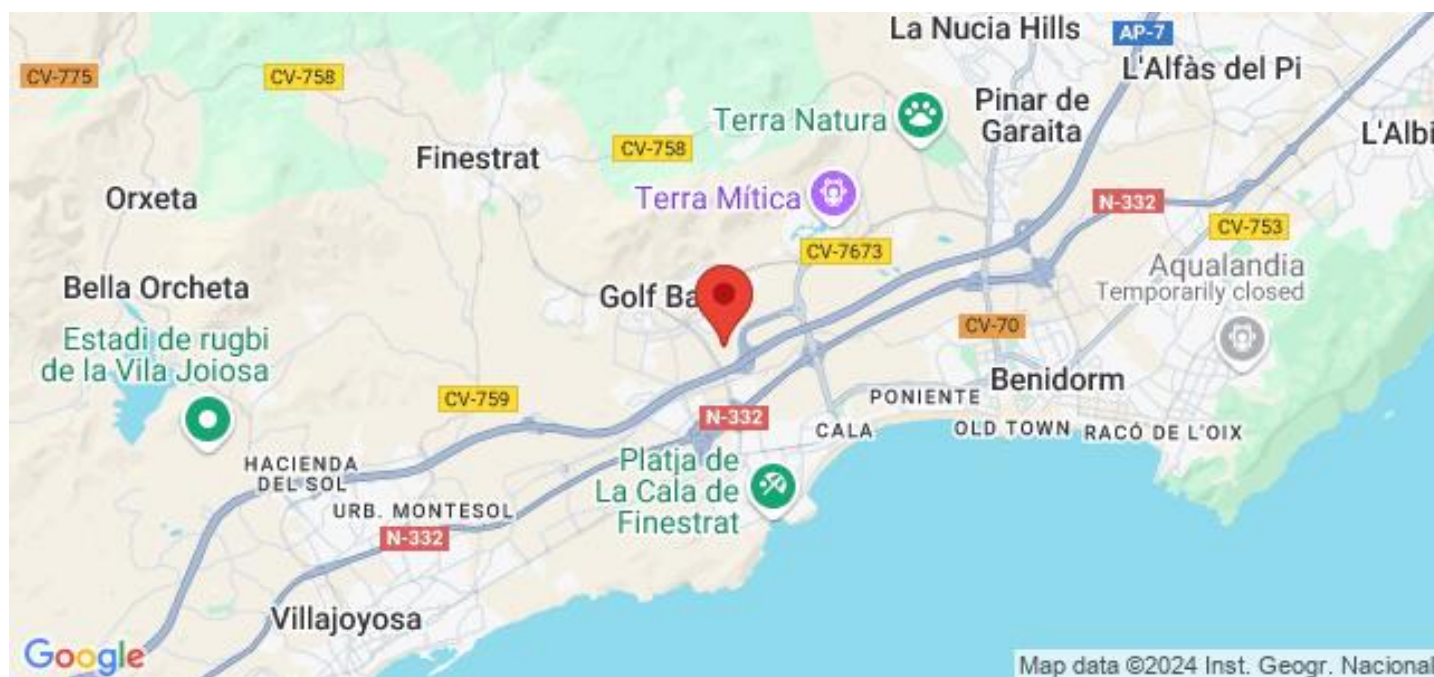 La Nucia Hills
AP-7
CV-775
CV-758
L'Alfàs del Pi
Terra Natura
Pinar de
Garaita
L'Albi
Finestrat
CV-758
Orxeta
Terra Mítica
N-332
CV-753
CV-7673
Bella Orcheta
Golf Ba
Aqualandia
Temporarily closed
Estadi de rugbi
de la Vila Joiosa
CV-70
Benidorm
CV-759
PONIENTE
N-332
CALA
OLD TOWN
RACÓ DE L'OIX
HACIENDA
DEL SOL
Platja de
La Cala de
Finestrat
URB. MONTESOL
N-332
Villajoyosa
Google
Map data ©2024 Inst. Geogr. Nacional